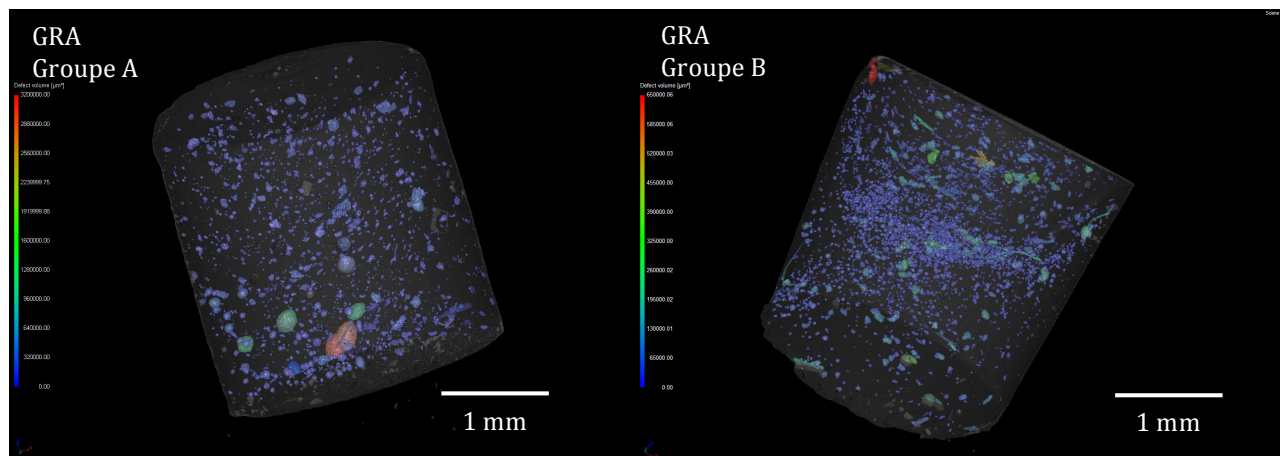 GRA
Groupe A
Defect volume [µm³]
3200000.00
2880000.00
2560000.00
2239999.75
1919999.88
1600000.00
1280000.00
960000.00
640000.00
320000.00
0.00
1 mm
GRA
Groupe B
Scene
Defect volume [µm³]
650000.06
585000.06
520000.03
455000.00
390000.00
325000.00
260000.02
195000.02
130000.01
65000.00
0.00
1 mm